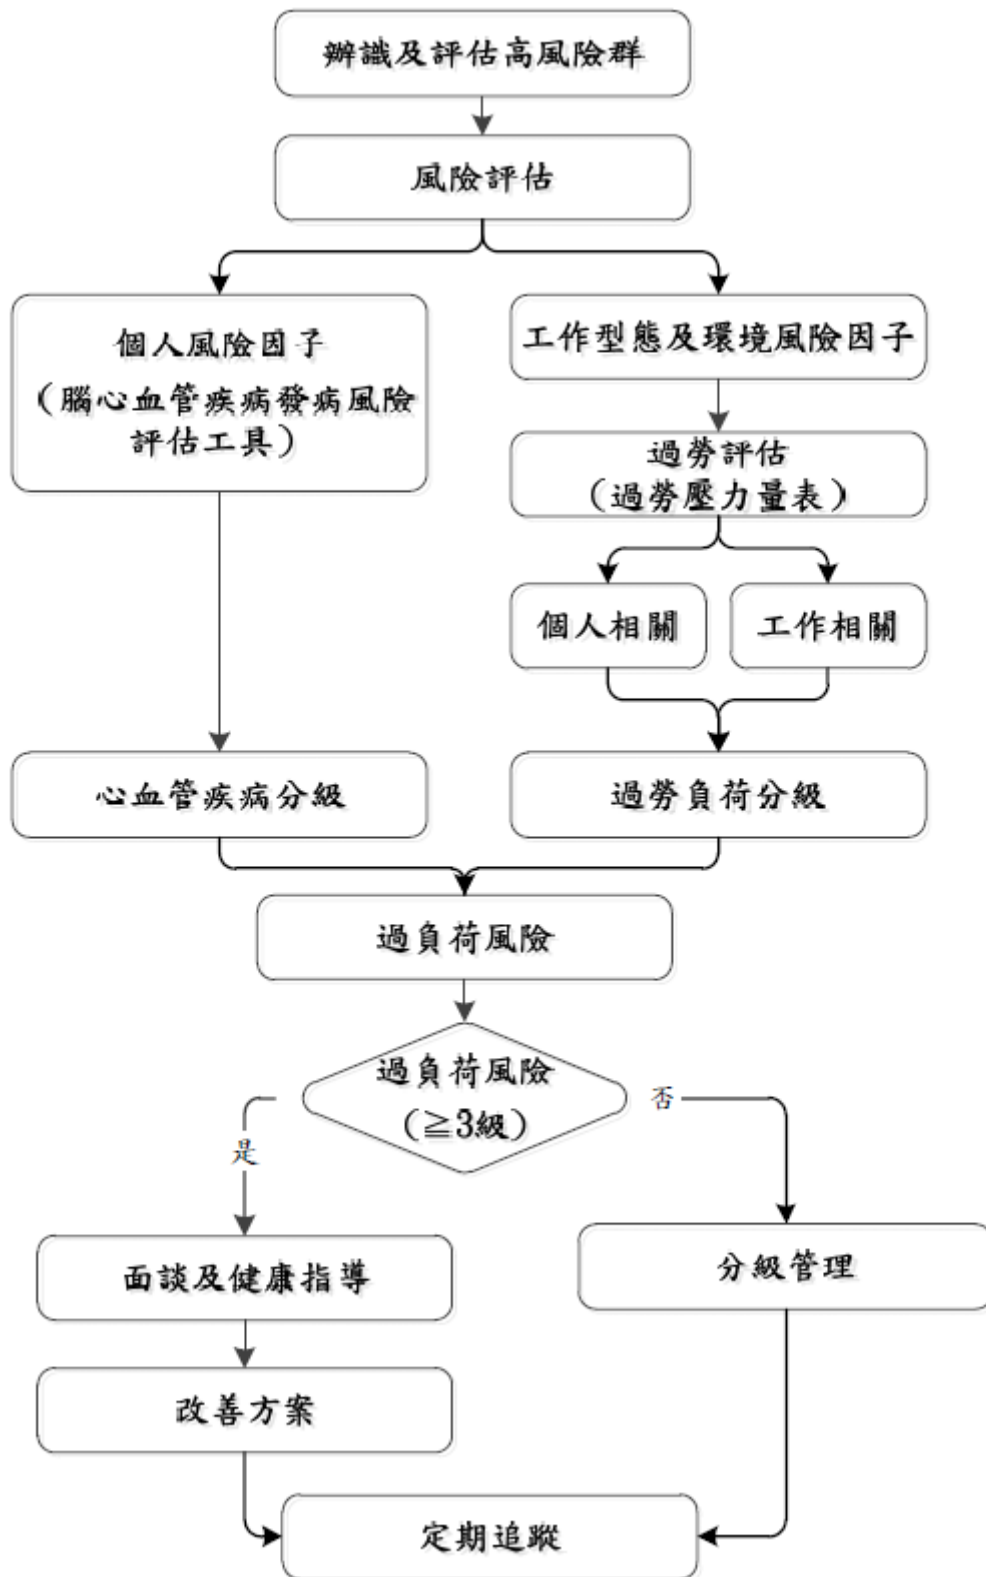 辨識及評估高風險群
風險評估
個人風險因子
（腦心血管疾病發病風險
評估工具）
工作型態及環境風險因子
過勞評估
（過勞壓力量表）
個人相關
工作相關
心血管疾病分級
過勞負荷分級
過負荷風險
過負荷風險
（≧3級）
是
否
面談及健康指導
分級管理
改善方案
定期追蹤